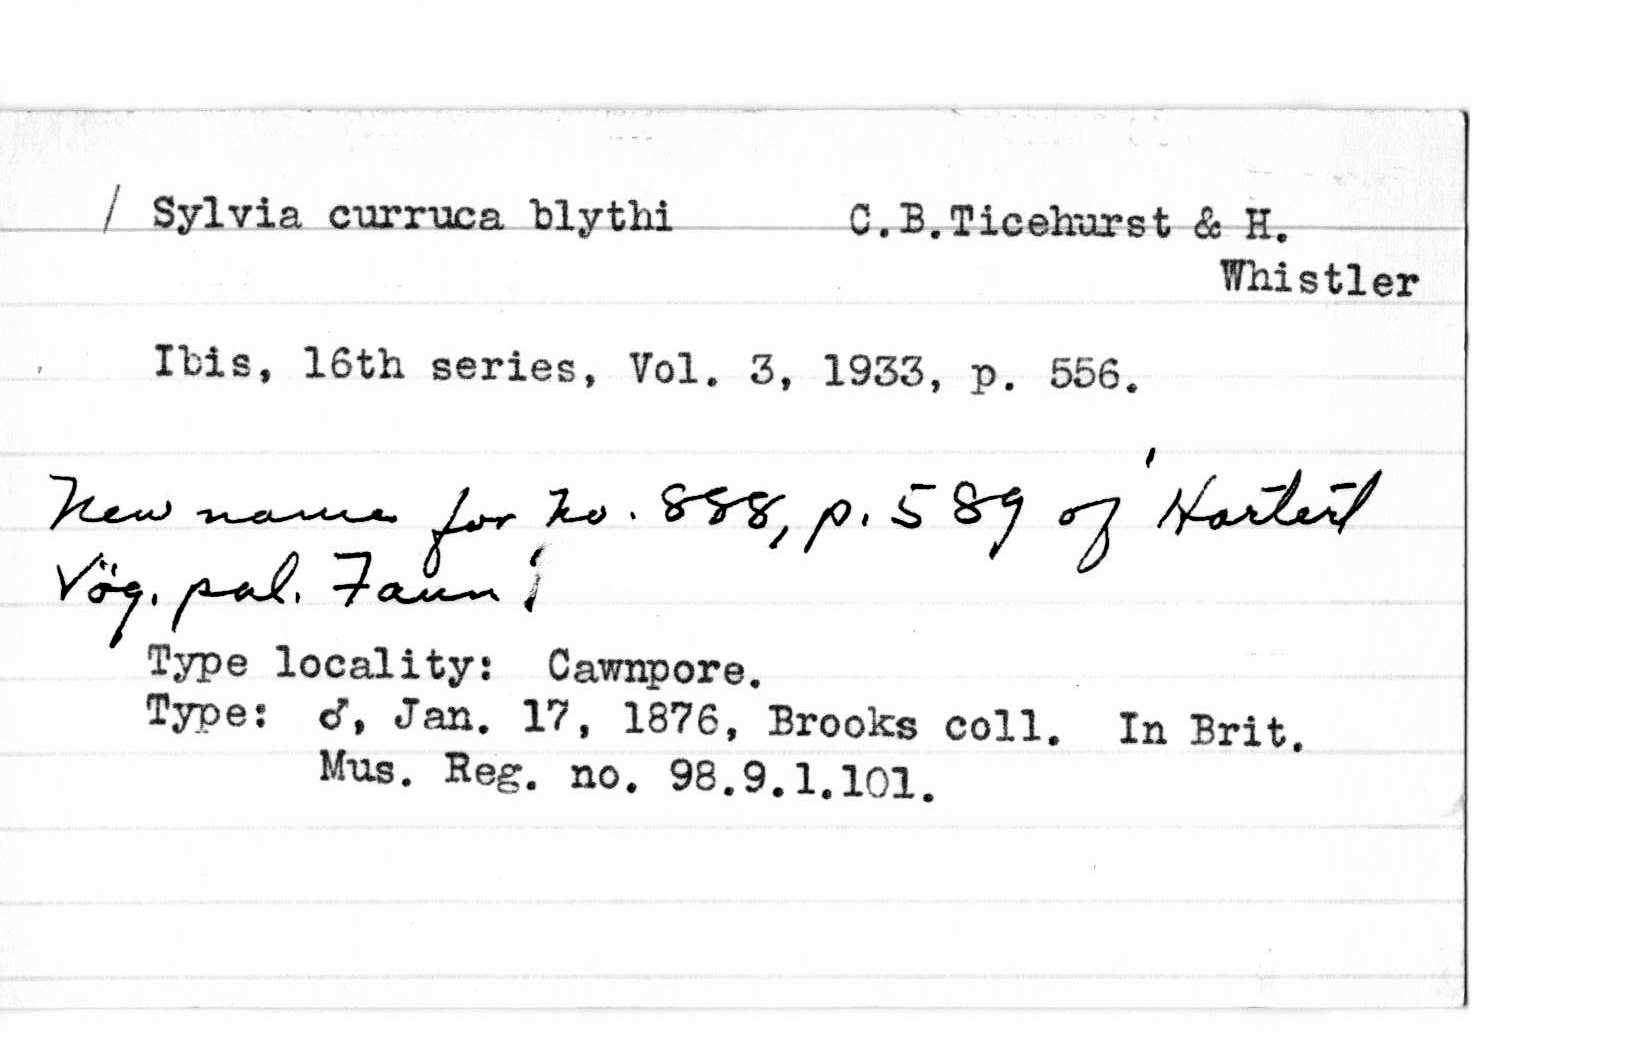 / Sylvia curruca blythi C.B.Ticehurst & H.
Whistler
Ibis, 16th series, Vol. 3, 1933, p. 556.
New name for no. 888, p. 589 of 'Hartert
Vög. pal. Faun'
Type locality: Cawnpore.
Type: ♂, Jan. 17, 1876, Brooks coll. In Brit.
Mus. Reg. no. 98.9.1.101.